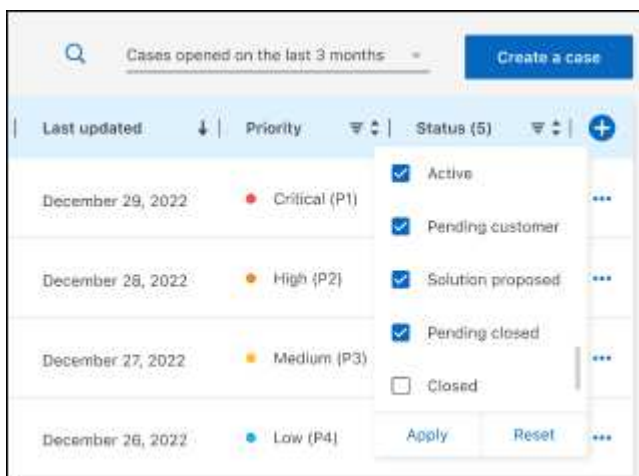 Cases opened on the last 3 months
Create a case
Last updated
Priority
Status (5)
Active
December 29, 2022
Critical (P1)
Pending customer
December 28, 2022
High (P2)
Solution proposed
Pending closed
December 27, 2022
Medium (P3)
Closed
December 26, 2022
Low (P4)
Apply
Reset